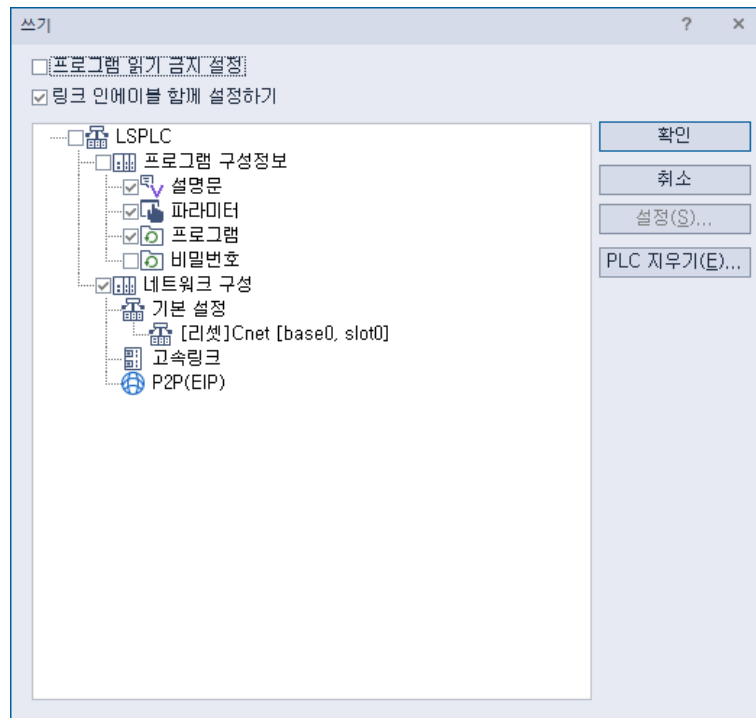 쓰기
? ×
프로그램 읽기 금지 설정
링크 인에이블 함께 설정하기
LSPLC
프로그램 구성정보
설명문
파라미터
프로그램
비밀번호
네트워크 구성
기본 설정
[리셋]Cnet [base0, slot0]
고속링크
P2P(EIP)
확인
취소
설정(S)...
PLC 지우기(E)...